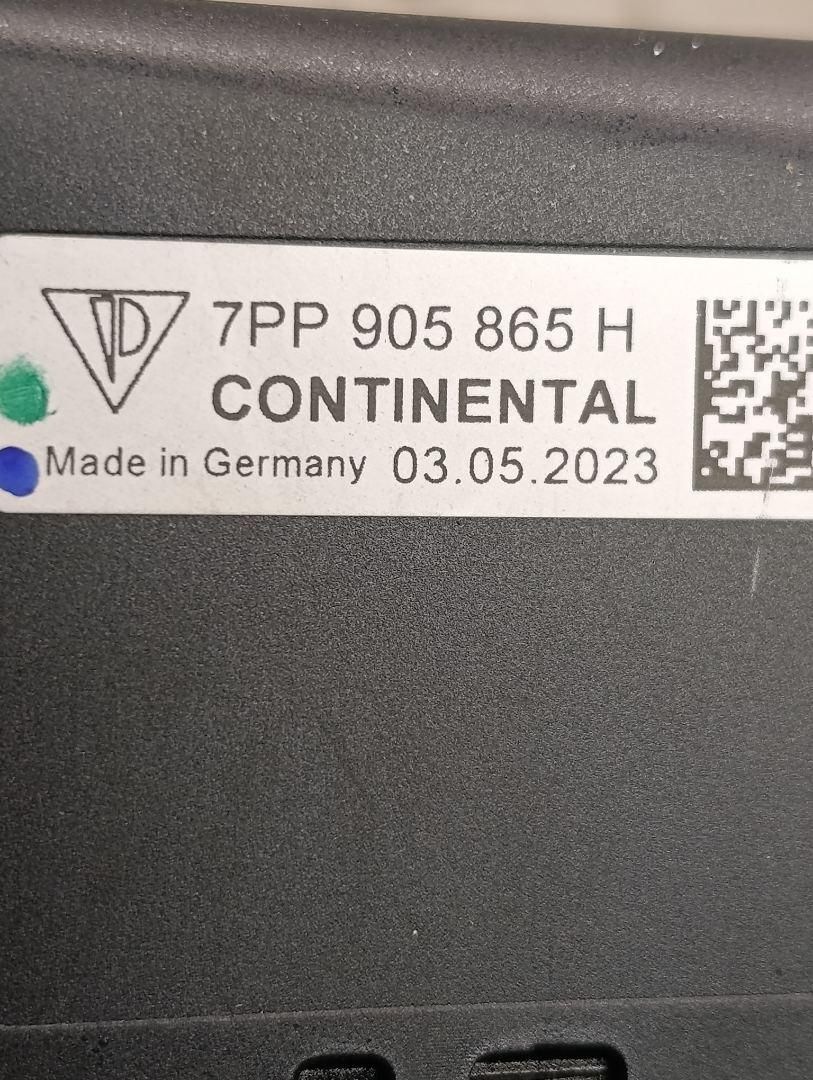 7PP 905 865 H
CONTINENTAL
Made in Germany 03.05.2023